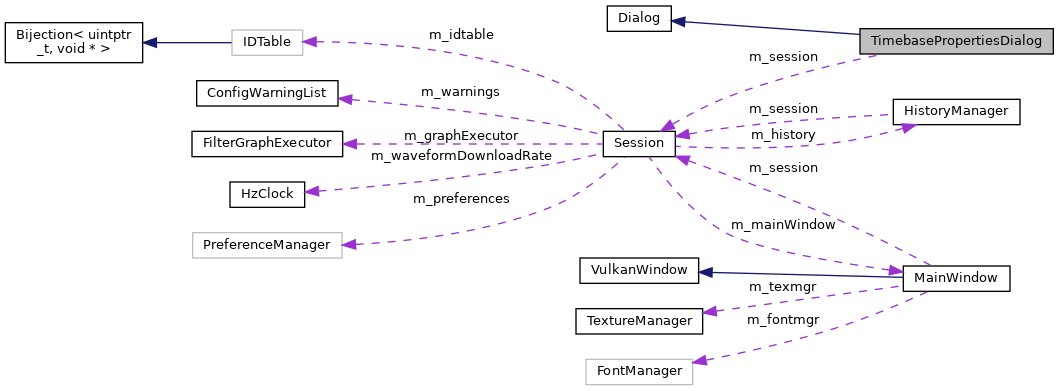 Dialog
Bijection< uintptr
_t, void * >
IDTable
m_idtable
TimebasePropertiesDialog
m_session
ConfigWarningList
m_warnings
m_session
HistoryManager
FilterGraphExecutor
m_graphExecutor
Session
m_history
m_waveformDownloadRate
m_session
HzClock
m_preferences
m_mainWindow
PreferenceManager
VulkanWindow
MainWindow
m_texmgr
TextureManager
m_fontmgr
FontManager